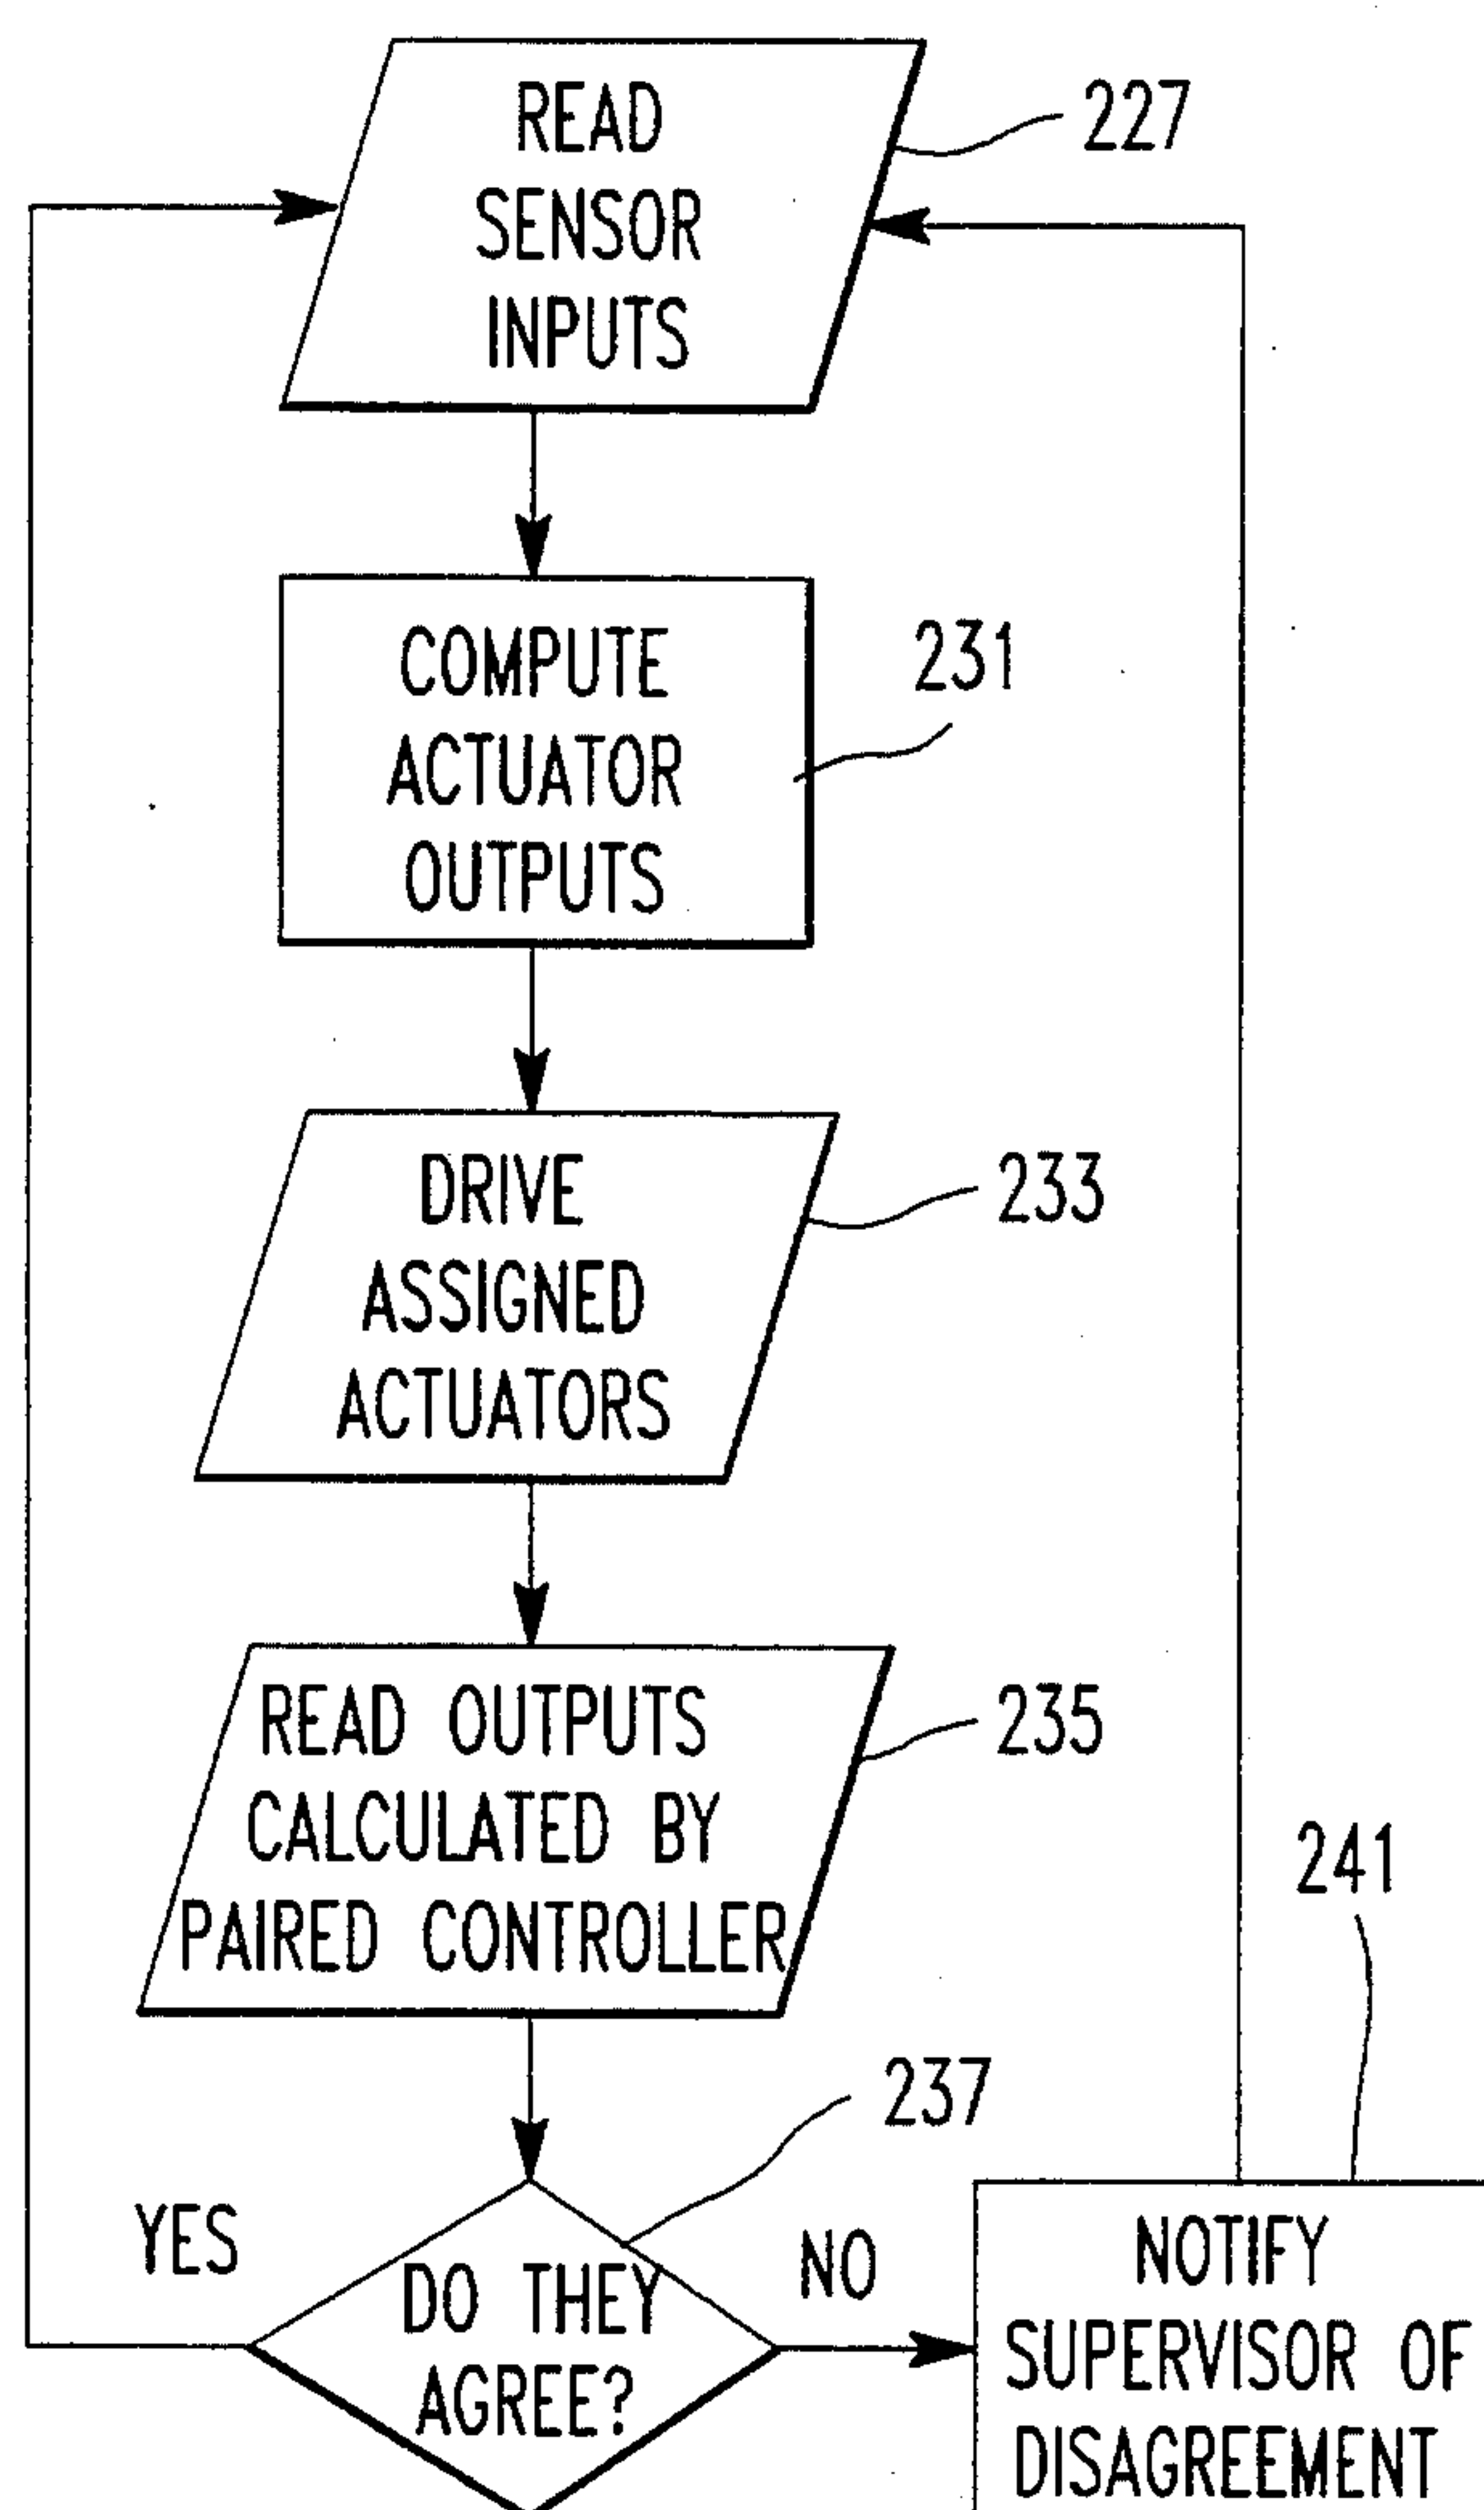 READ
SENSOR
INPUTS
227
COMPUTE
ACTUATOR
OUTPUTS
231
DRIVE
ASSIGNED
ACTUATORS
233
READ OUTPUTS
CALCULATED BY
PAIRED CONTROLLER
235
241
237
YES
DO THEY
AGREE?
NO
NOTIFY
SUPERVISOR OF
DISAGREEMENT